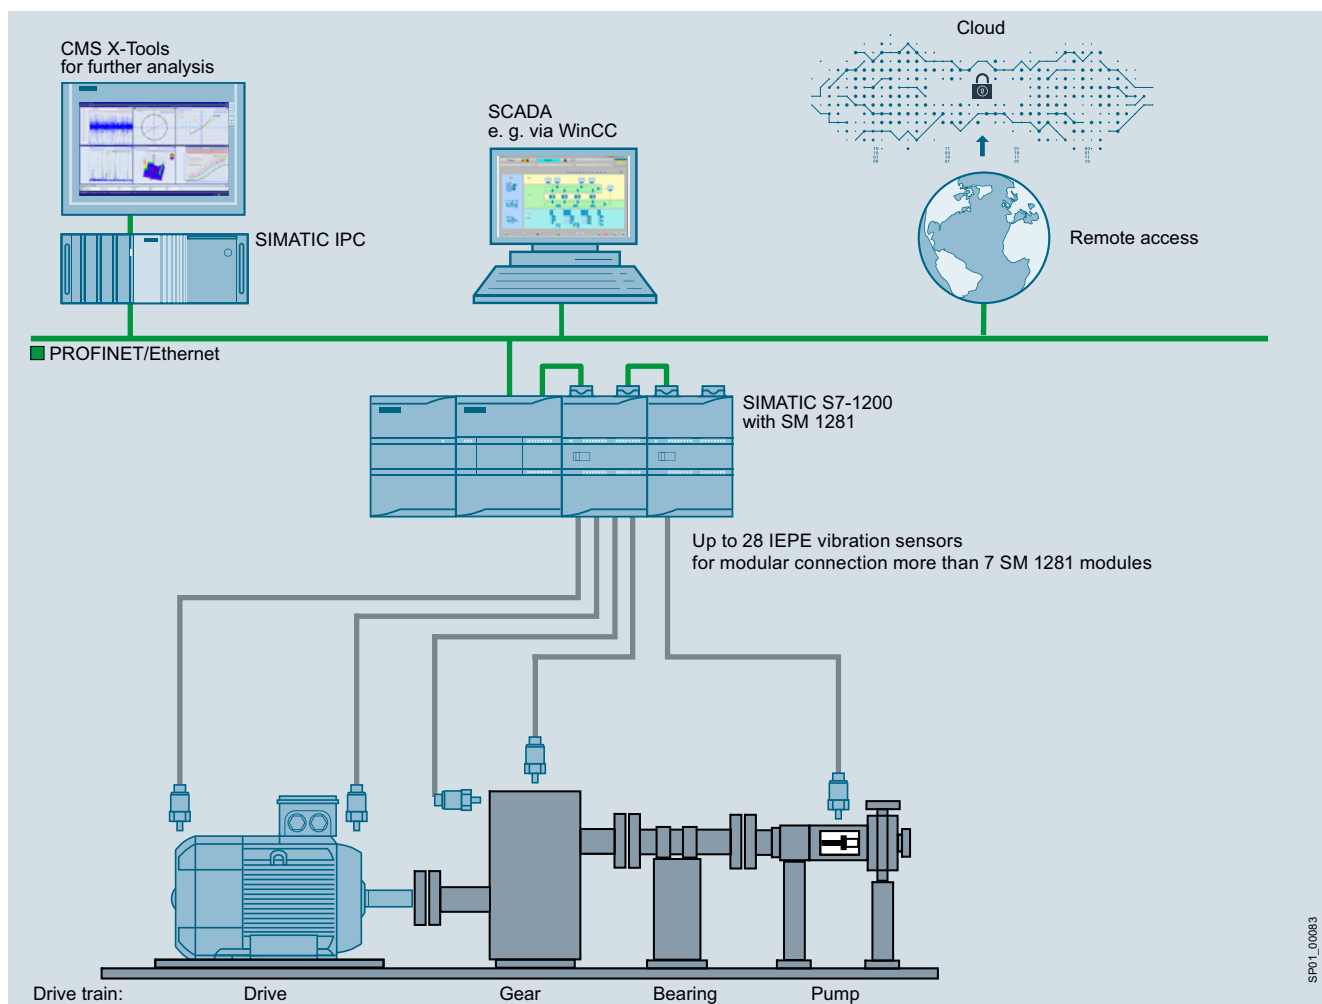 CMS X-Tools
for further analysis
SIMATIC IPC
SCADA
e. g. via WinCC
Cloud
Remote access
PROFINET/Ethernet
SIMATIC S7-1200
with SM 1281
Up to 28 IEPE vibration sensors
for modular connection more than 7 SM 1281 modules
Drive train:
Drive
Gear
Bearing
Pump
SP01_00083